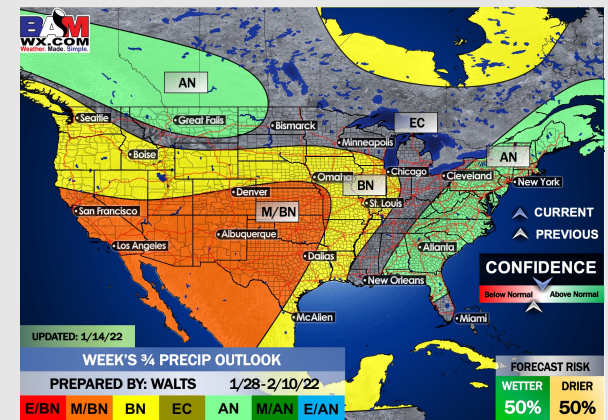 BAM
WX.COM
Weather. Made. Simple.
AN
Seattle
Great Falls
Bismarck
EC
Minneapolis
Boise
AN
Chicago
Cleveland
Omaha
BN
New York
Denver
St. Louis
M/BN
San Francisco
CURRENT
Albuquerque
PREVIOUS
Los Angeles
Atlanta
Dallas
CONFIDENCE
New Orleans
Below Normal
Above Normal
McAllen
Miami
UPDATED: 1/14/22
WEEK'S ¾ PRECIP OUTLOOK
FORECAST RISK
PREPARED BY: WALTS 1/28-2/10/22
WETTER DRIER
50% 50%
E/BN M/BN BN EC AN M/AN E/AN